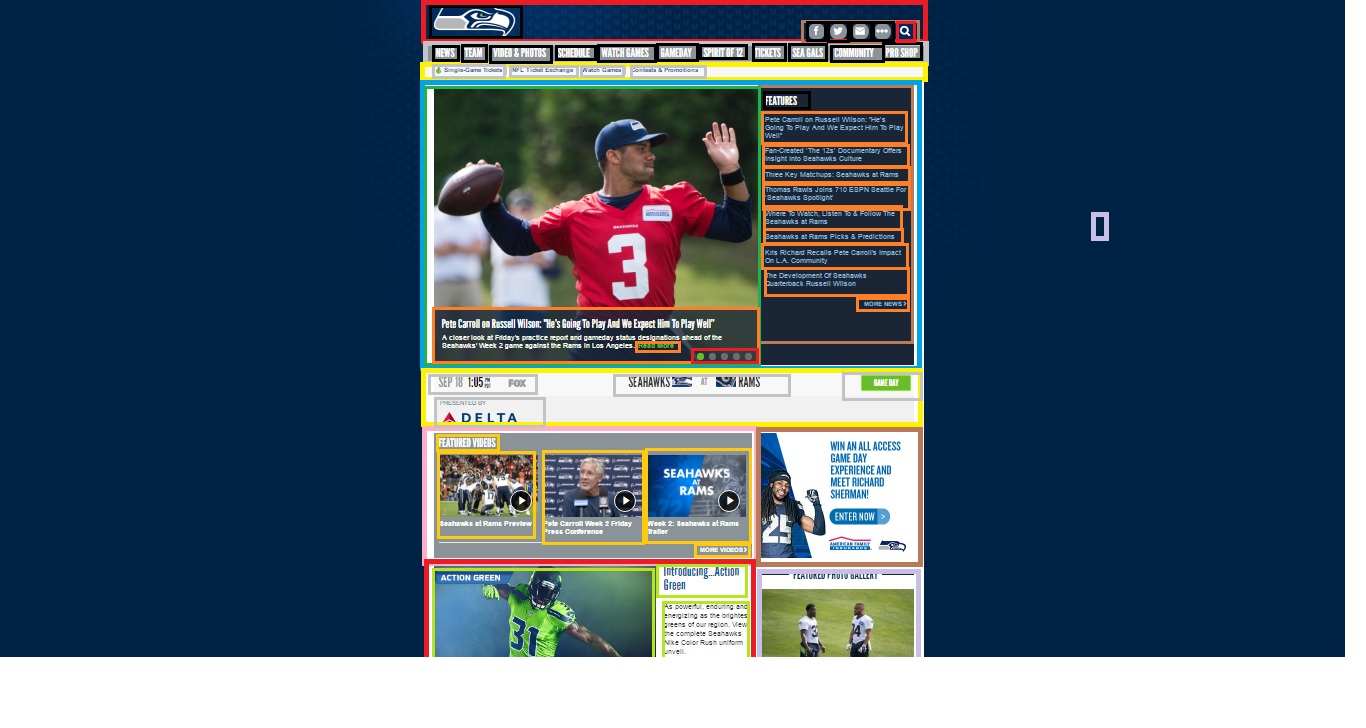 NEWS TEAM VIDEO & PHOTOS SCHEDULE WATCH GAMES GAMEDAY SPIRIT OF 12 TICKETS SEA GALS COMMUNITY PRO SHOP
Single-Game Tickets NFL Ticket Exchange Watch Games Contests & Promotions
FEATURES
Pete Carroll on Russell Wilson: "He's
Going To Play And We Expect Him To Play
Well"
Fan-Created 'The 12s' Documentary Offers
Insight Into Seahawks Culture
Three Key Matchups: Seahawks at Rams
Thomas Rawls Joins 710 ESPN Seattle For
'Seahawks Spotlight'
Where To Watch, Listen To & Follow The
Seahawks at Rams
Seahawks at Rams Picks & Predictions
Kris Richard Recalls Pete Carroll's Impact
On L.A. Community
The Development Of Seahawks
Quarterback Russell Wilson
MORE NEWS
SEAHAWKS
3
Pete Carroll on Russell Wilson: "He's Going To Play And We Expect Him To Play Well"
A closer look at Friday's practice report and gameday status designations ahead of the
Seahawks' Week 2 game against the Rams in Los Angeles. Read More
SEP 18 1:05 PM PDT FOX SEAHAWKS AT RAMS GAME DAY
PRESENTED BY
DELTA
FEATURED VIDEOS
SEAHAWKS
AT
RAMS
Seahawks at Rams Preview
Pete Carroll Week 2 Friday
Press Conference
Week 2: Seahawks at Rams
Trailer
MORE VIDEOS
WIN AN ALL ACCESS
GAME DAY
EXPERIENCE AND
MEET RICHARD
SHERMAN!
ENTER NOW >
AMERICAN FAMILY
INSURANCE
25
ACTION GREEN
31
Introducing...Action
Green
As powerful, enduring and
energizing as the brightes
greens of our region. View
the complete Seahawks
Nike Color Rush uniform
unveil.
FEATURED PHOTO GALLERY